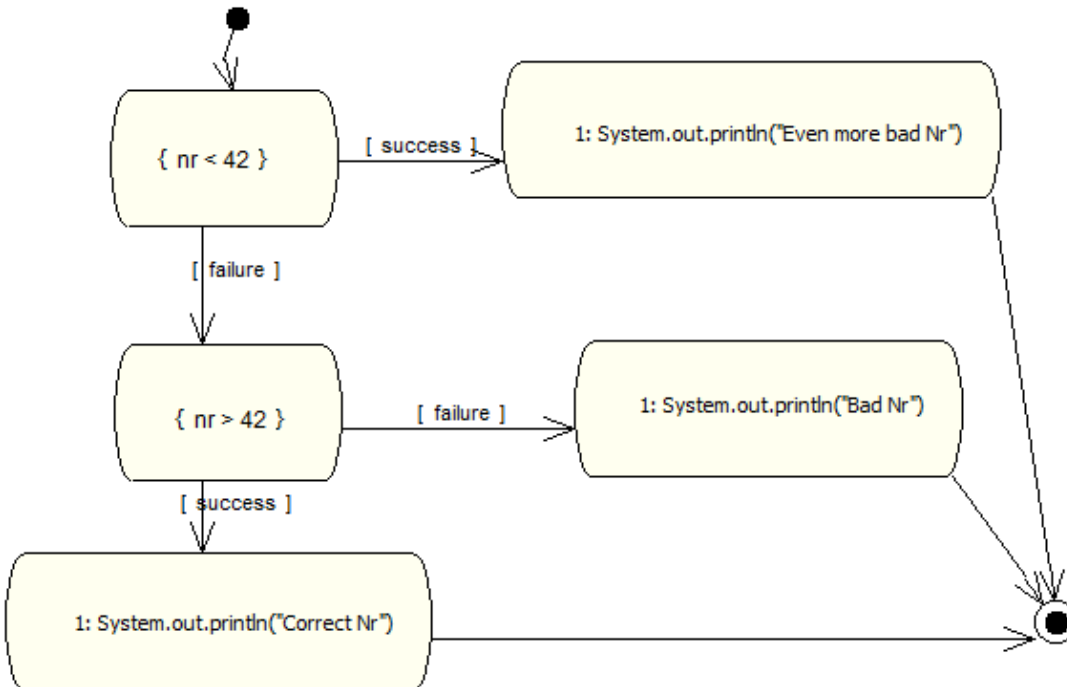 { nr < 42 }
[ success ]
1: System.out.println("Even more bad Nr")
[ failure ]
{ nr > 42 }
[ failure ]
1: System.out.println("Bad Nr")
[ success ]
1: System.out.println("Correct Nr")